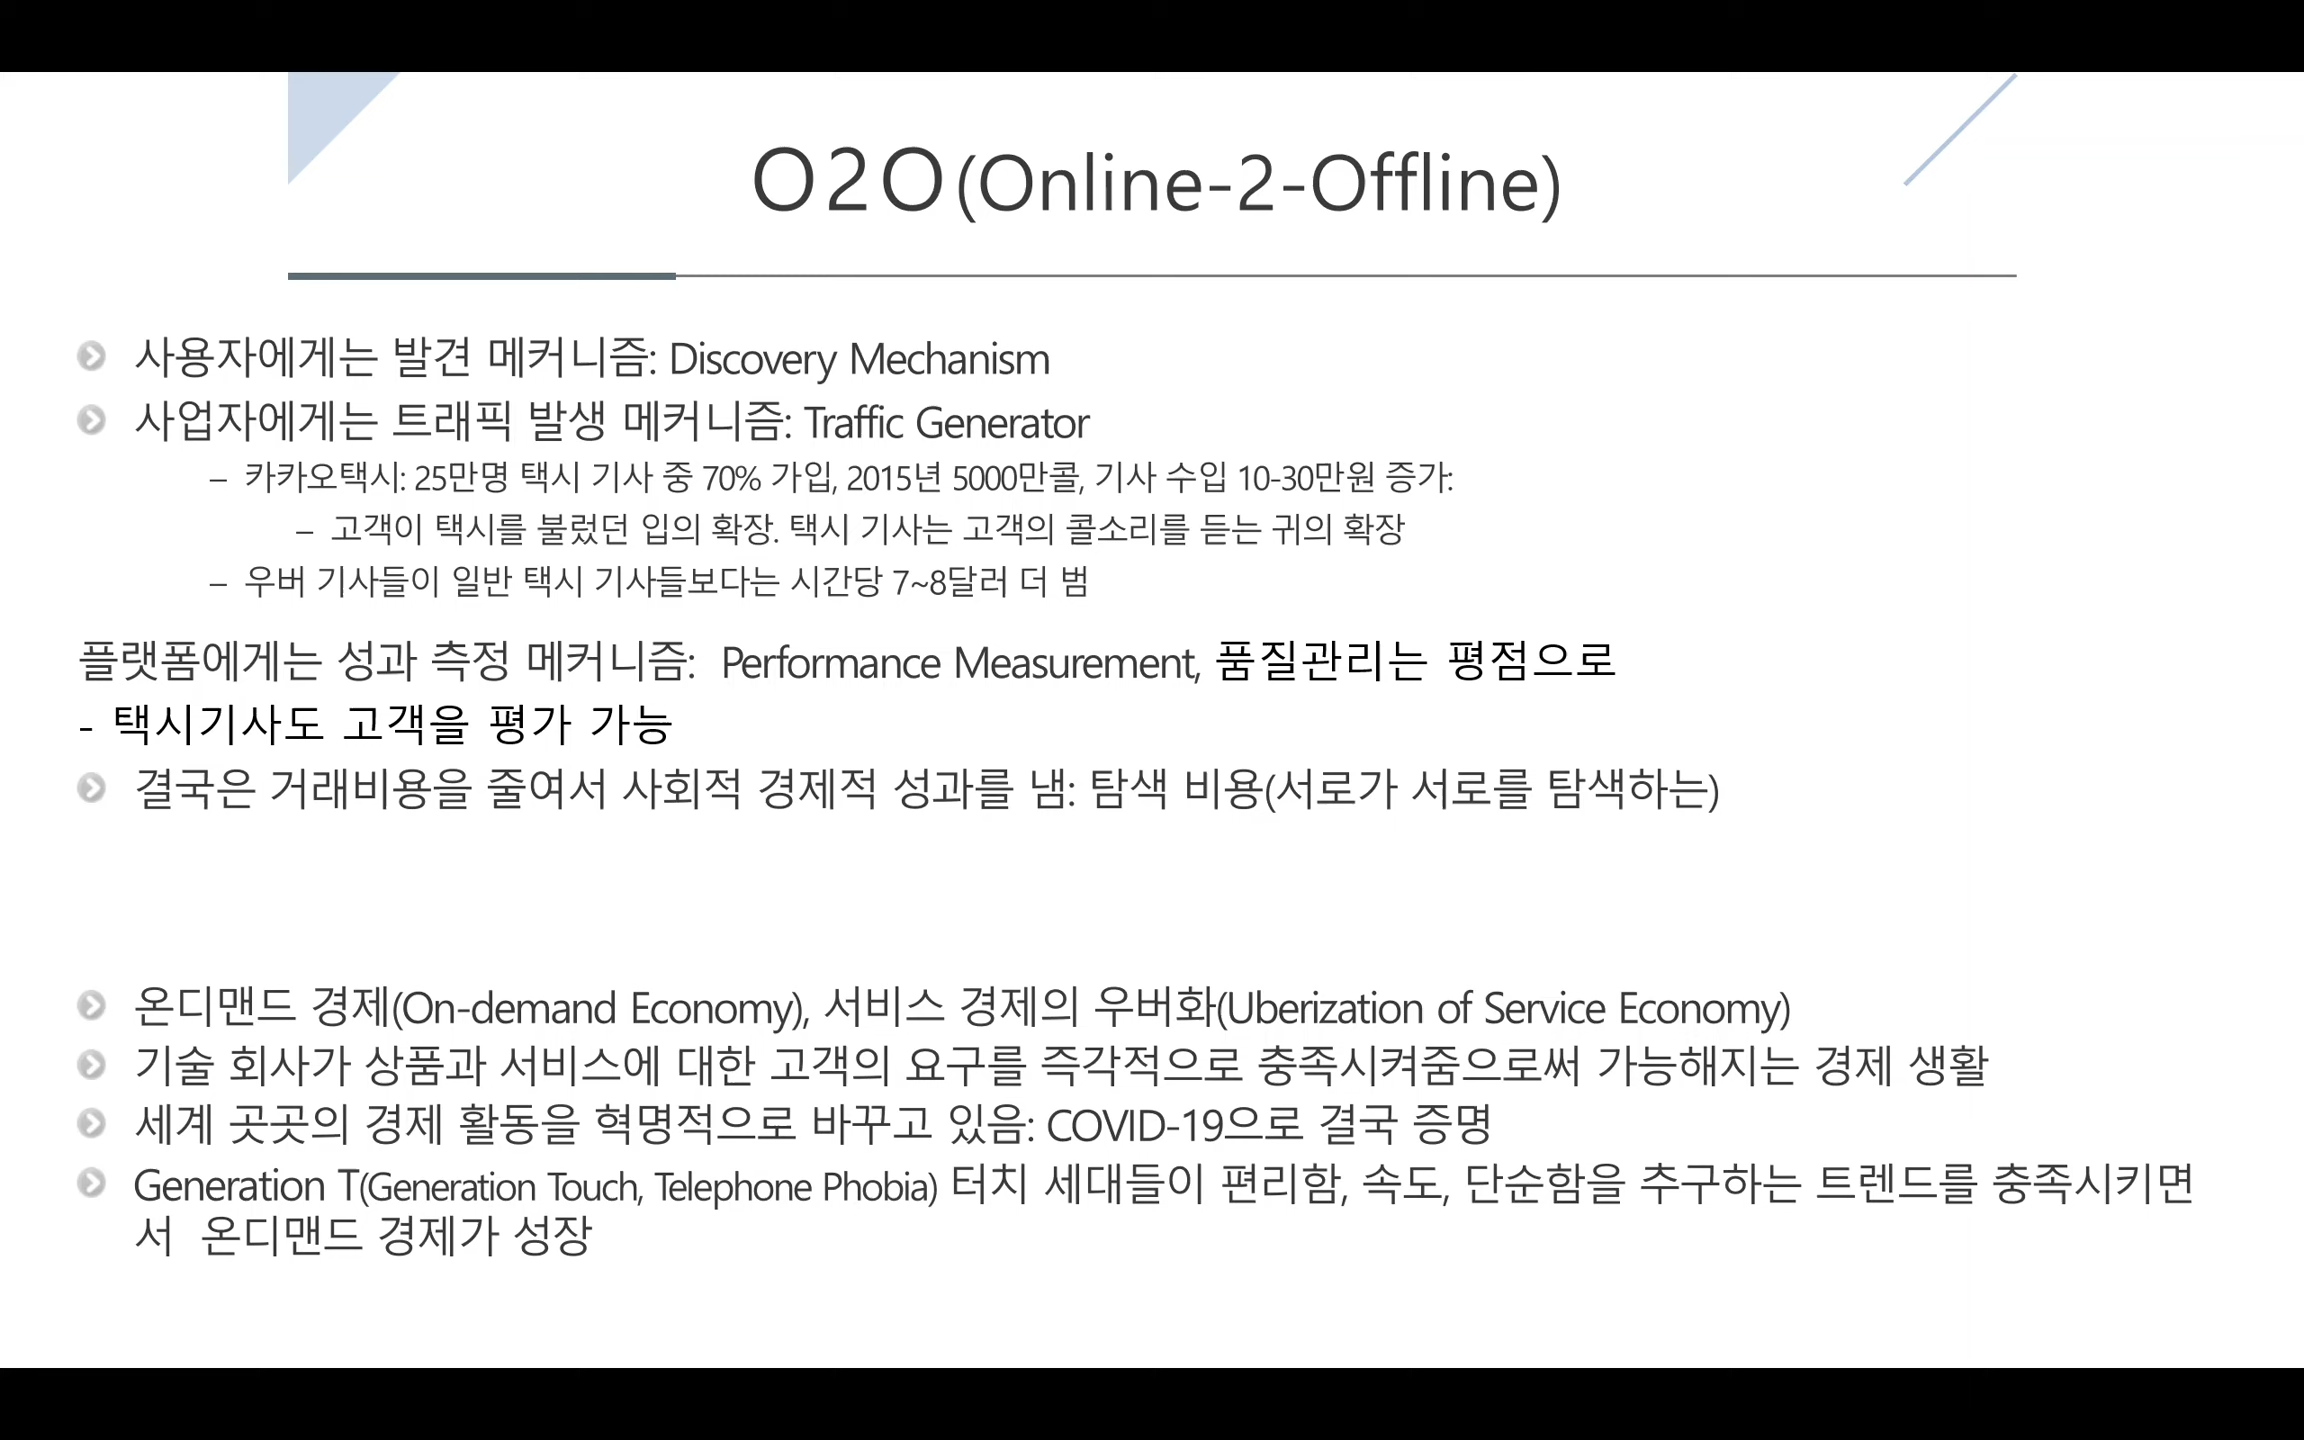 O2O(Online-2-Offline)
사용자에게는 발견 메커니즘: Discovery Mechanism
사업자에게는 트래픽 발생 메커니즘: Traffic Generator
– 카카오택시: 25만명 택시 기사 중 70% 가입, 2015년 5000만콜, 기사 수입 10-30만원 증가:
– 고객이 택시를 불렀던 입의 확장. 택시 기사는 고객의 콜소리를 듣는 귀의 확장
– 우버 기사들이 일반 택시 기사들보다는 시간당 7~8달러 더 범
플랫폼에게는 성과 측정 메커니즘: Performance Measurement, 품질관리는 평점으로
- 택시기사도 고객을 평가 가능
결국은 거래비용을 줄여서 사회적 경제적 성과를 냄: 탐색 비용(서로가 서로를 탐색하는)
온디맨드 경제(On-demand Economy), 서비스 경제의 우버화(Uberization of Service Economy)
기술 회사가 상품과 서비스에 대한 고객의 요구를 즉각적으로 충족시켜줌으로써 가능해지는 경제 생활
세계 곳곳의 경제 활동을 혁명적으로 바꾸고 있음: COVID-19으로 결국 증명
Generation T(Generation Touch, Telephone Phobia) 터치 세대들이 편리함, 속도, 단순함을 추구하는 트렌드를 충족시키면
서 온디맨드 경제가 성장